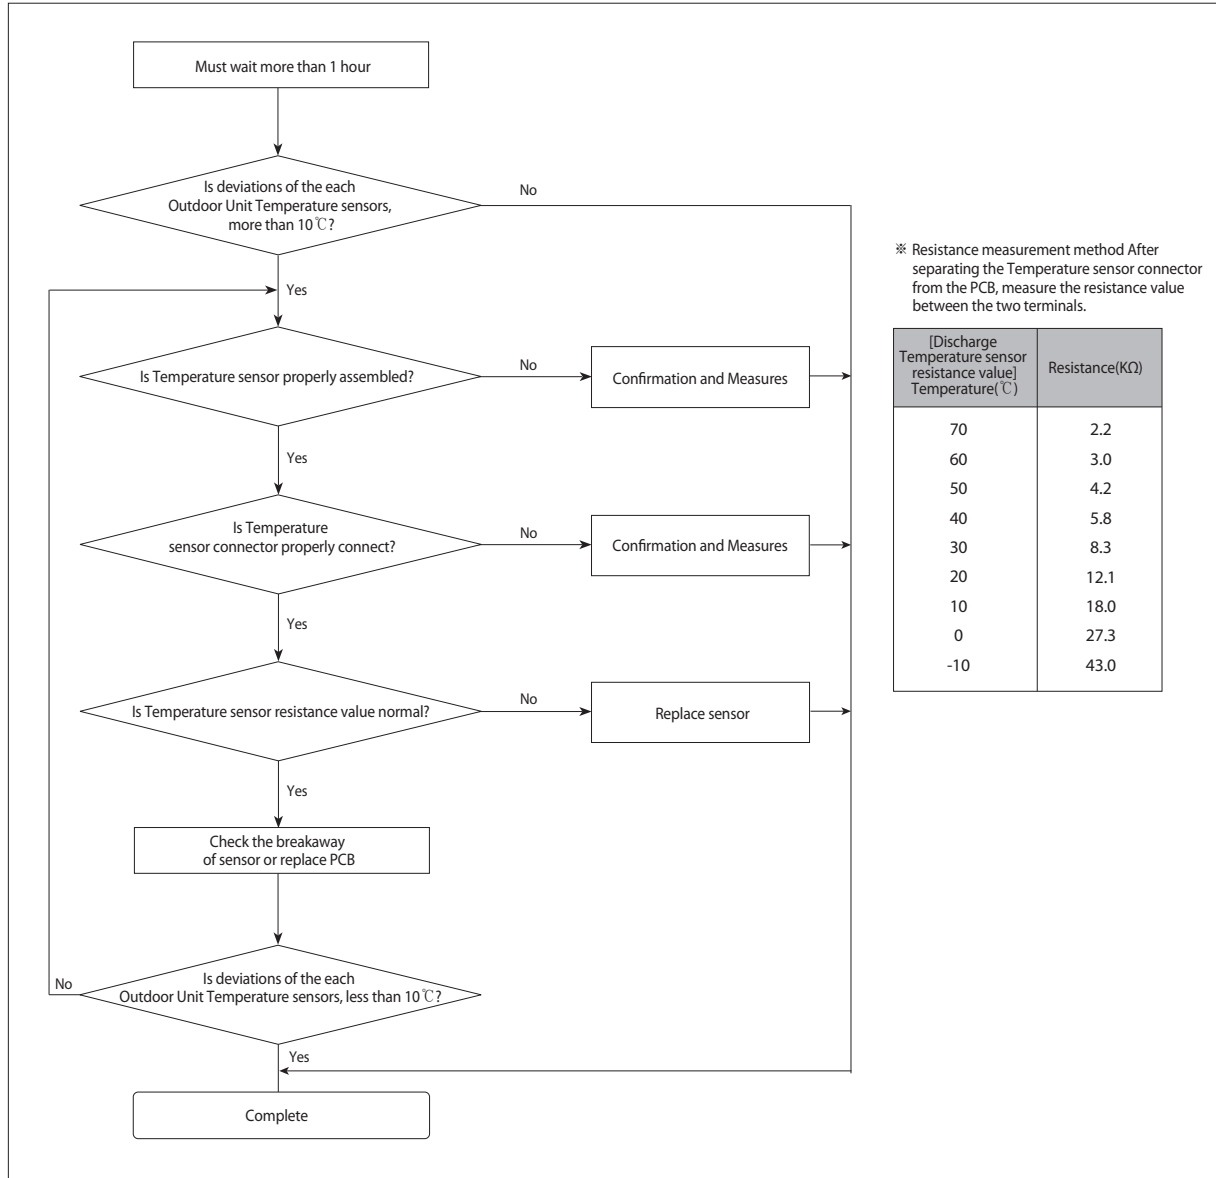 Must wait more than 1 hour
Is deviations of the each
Outdoor Unit Temperature sensors,
more than 10℃?
No
Yes
Is Temperature sensor properly assembled?
No
Confirmation and Measures
Yes
Is Temperature
sensor connector properly connect?
No
Confirmation and Measures
Yes
Is Temperature sensor resistance value normal?
No
Replace sensor
Yes
Check the breakaway
of sensor or replace PCB
Is deviations of the each
Outdoor Unit Temperature sensors, less than 10℃?
No
Yes
Complete
※ Resistance measurement method After
separating the Temperature sensor connector
from the PCB, measure the resistance value
between the two terminals.
[Discharge
Temperature sensor
resistance value]
Temperature(℃)
Resistance(KΩ)
70 2.2
60 3.0
50 4.2
40 5.8
30 8.3
20 12.1
10 18.0
0 27.3
-10 43.0